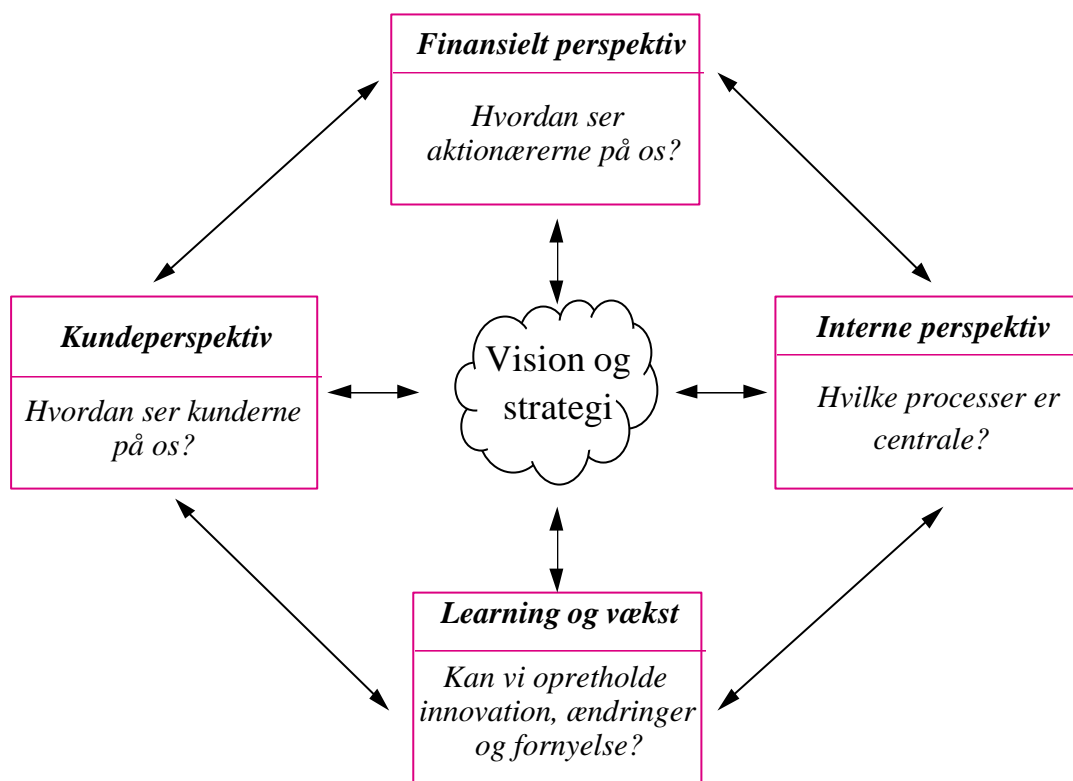 Finansielt perspektiv
Hvordan ser
aktionærerne på os?
Kundeperspektiv
Hvordan ser kunderne
på os?
Vision og
strategi
Interne perspektiv
Hvilke processer er
centrale?
Learning og vækst
Kan vi opretholde
innovation, ændringer
og fornyelse?